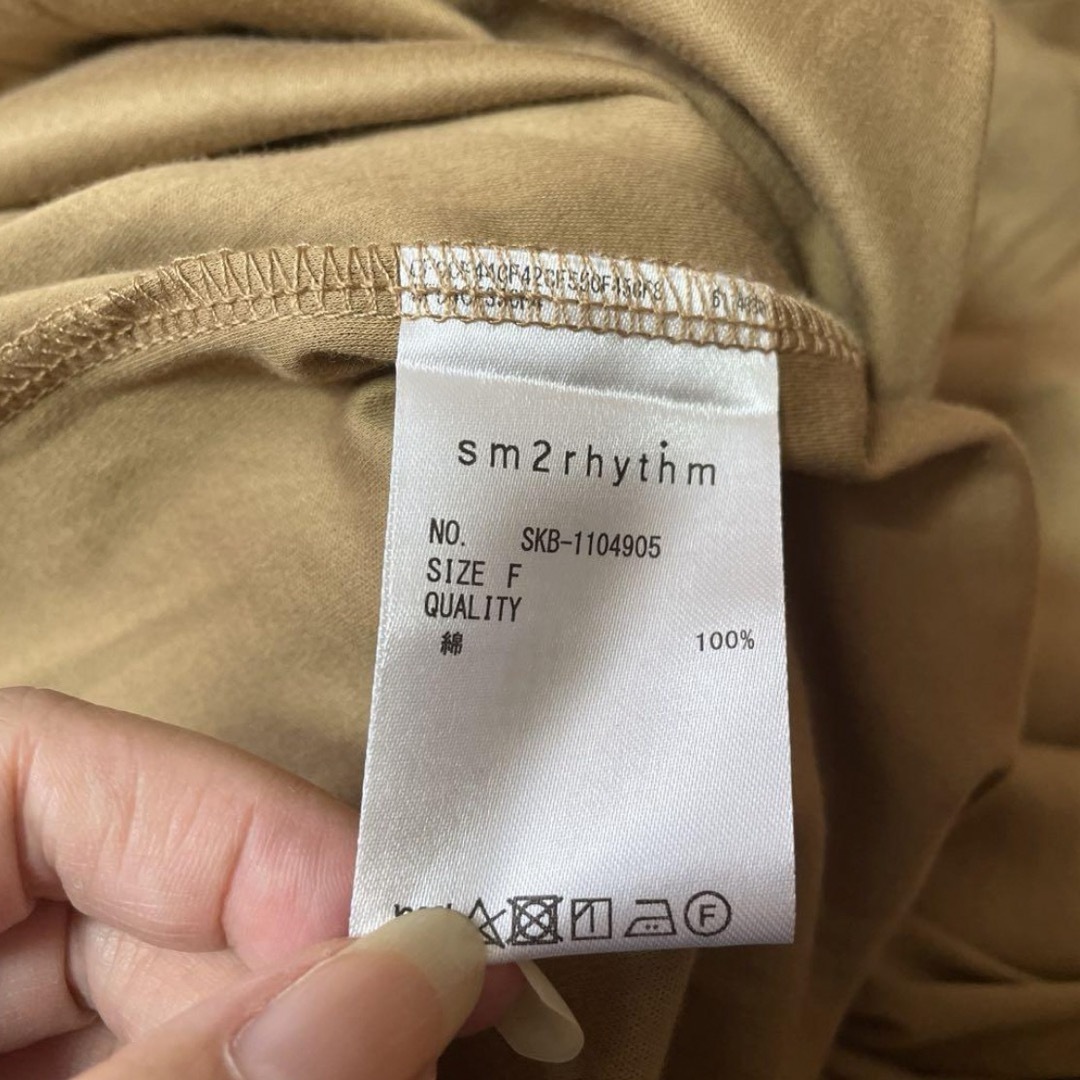 sm2rhythm
NO. SKB-1104905
SIZE F
QUALITY
綿 100%
F